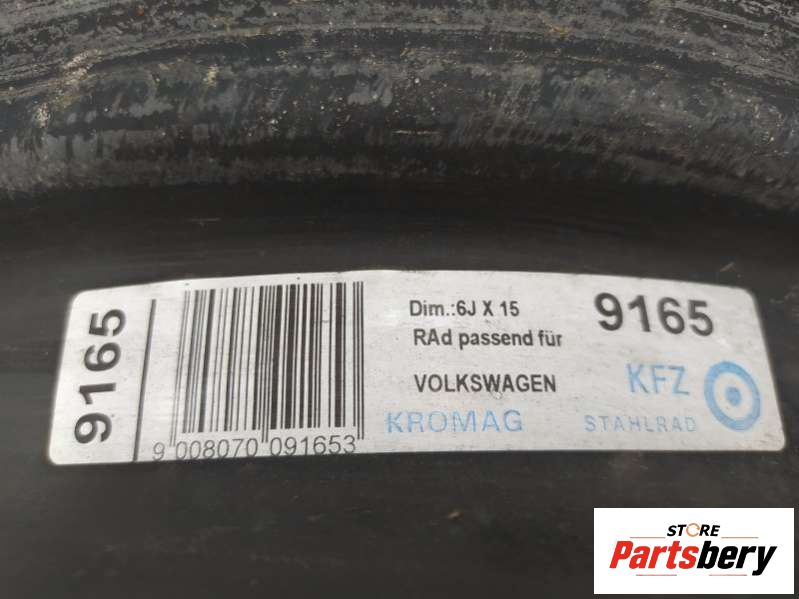 9165
9 008070 091653
Dim.:6J X 15
RAd passend für
VOLKSWAGEN
KROMAG
9165
KFZ
STAHLRAD
STORE
Partsbery